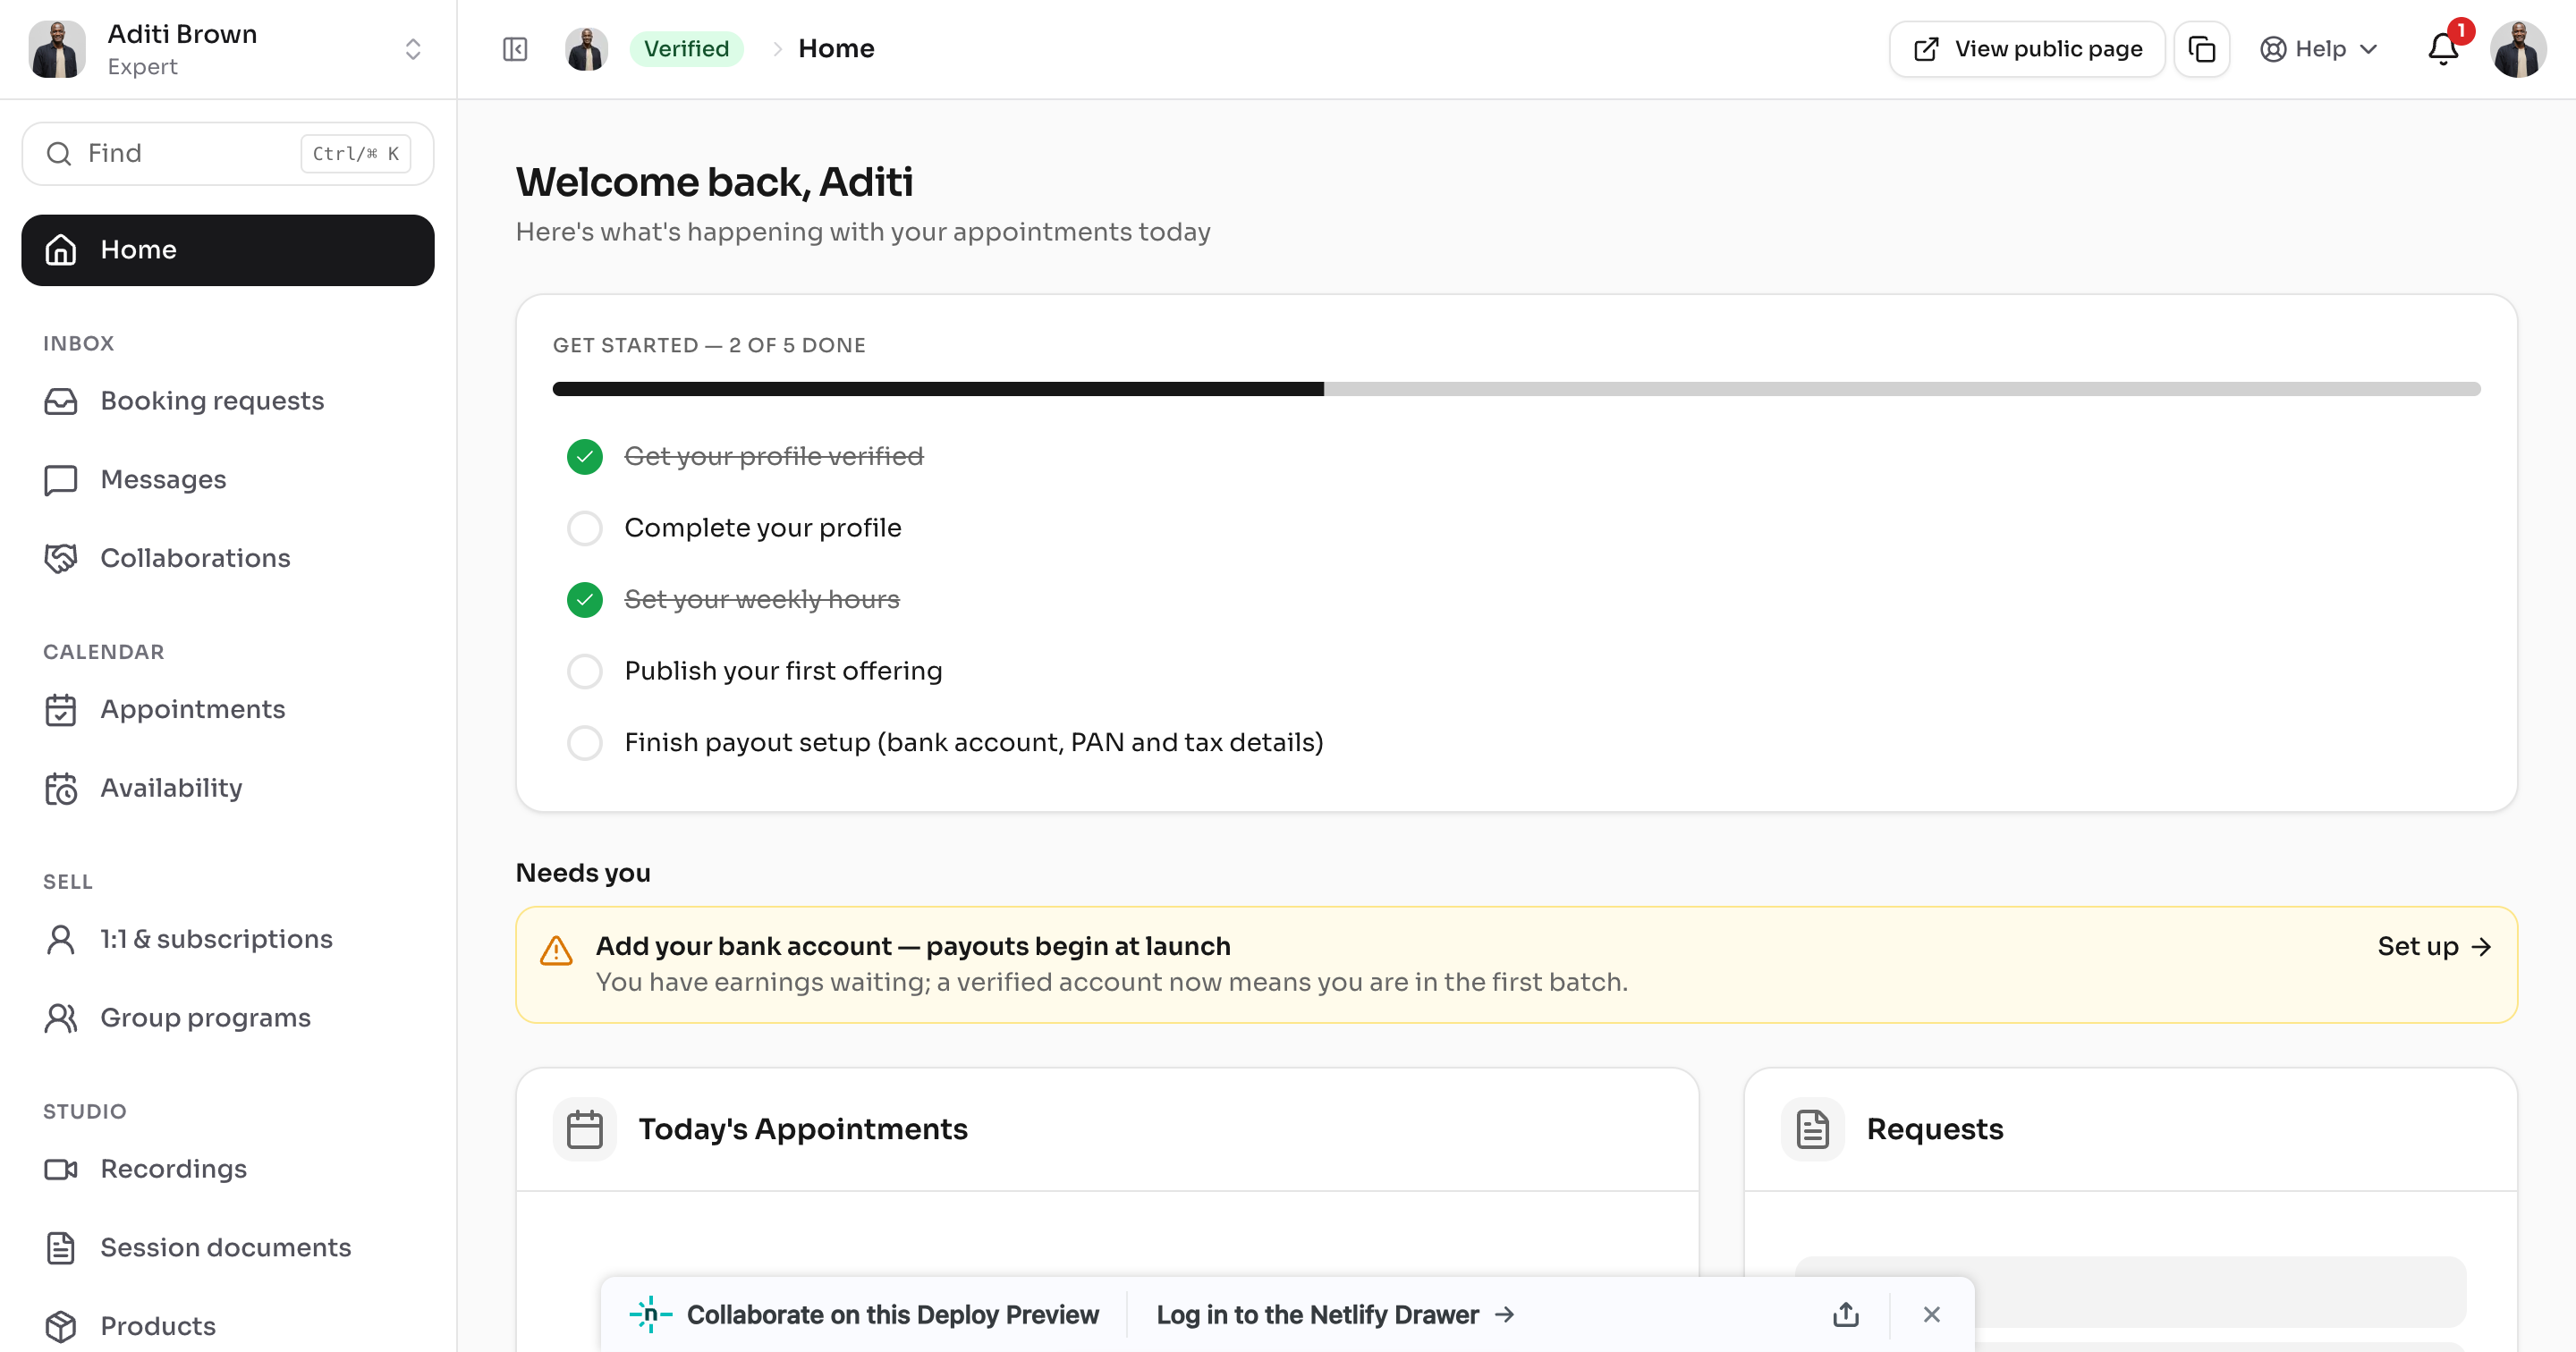 Aditi Brown
Expert
Find
Ctrl/⌘ K
Home
INBOX
Booking requests
Messages
Collaborations
CALENDAR
Appointments
Availability
SELL
1:1 & subscriptions
Group programs
STUDIO
Recordings
Session documents
Products
Verified
Home
View public page
Help
1
Welcome back, Aditi
Here's what's happening with your appointments today
GET STARTED — 2 OF 5 DONE
Get your profile verified
Complete your profile
Set your weekly hours
Publish your first offering
Finish payout setup (bank account, PAN and tax details)
Needs you
Add your bank account — payouts begin at launch
You have earnings waiting; a verified account now means you are in the first batch.
Set up →
Today's Appointments
Requests
n
Collaborate on this Deploy Preview
Log in to the Netlify Drawer →